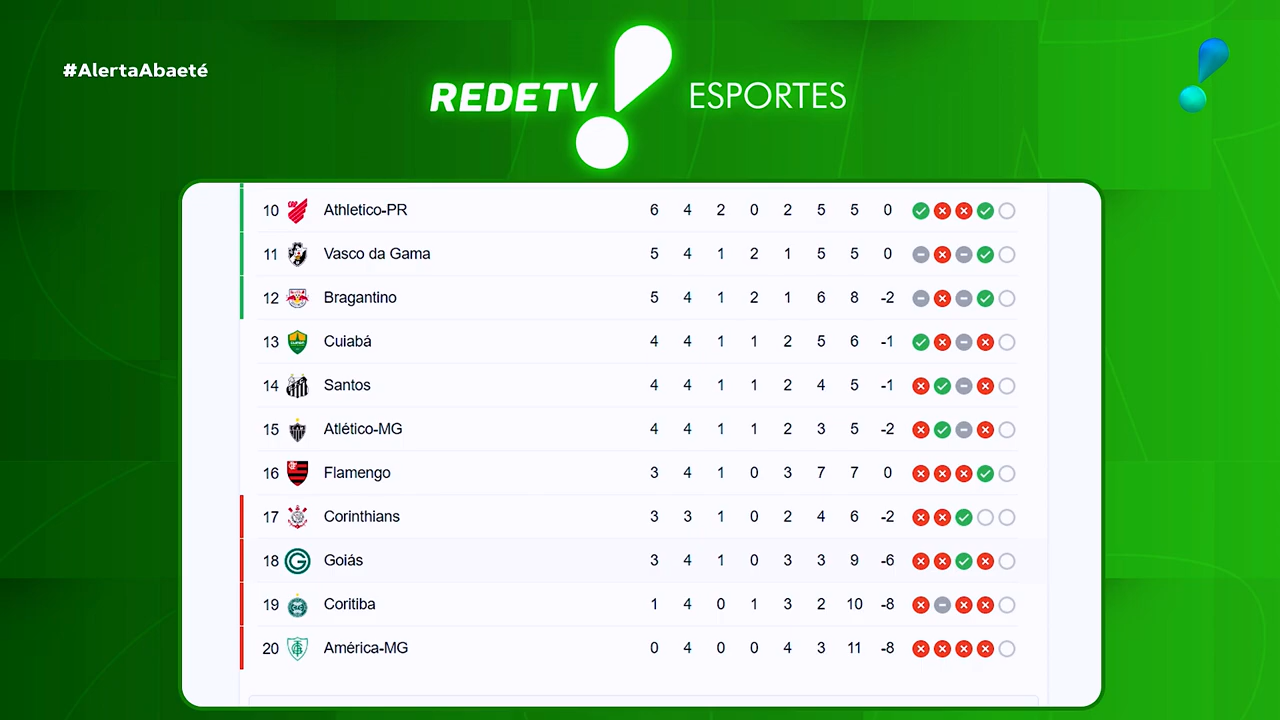 #AlertaAbaeté
REDETV! ESPORTES
10 Athletico-PR 6 4 2 0 2 5 5 0
11 Vasco da Gama 5 4 1 2 1 5 5 0
12 Bragantino 5 4 1 2 1 6 8 -2
13 Cuiabá 4 4 1 1 2 5 6 -1
14 Santos 4 4 1 1 2 4 5 -1
15 Atlético-MG 4 4 1 1 2 3 5 -2
16 Flamengo 3 4 1 0 3 7 7 0
17 Corinthians 3 3 1 0 2 4 6 -2
18 Goiás 3 4 1 0 3 3 9 -6
19 Coritiba 1 4 0 1 3 2 10 -8
20 América-MG 0 4 0 0 4 3 11 -8